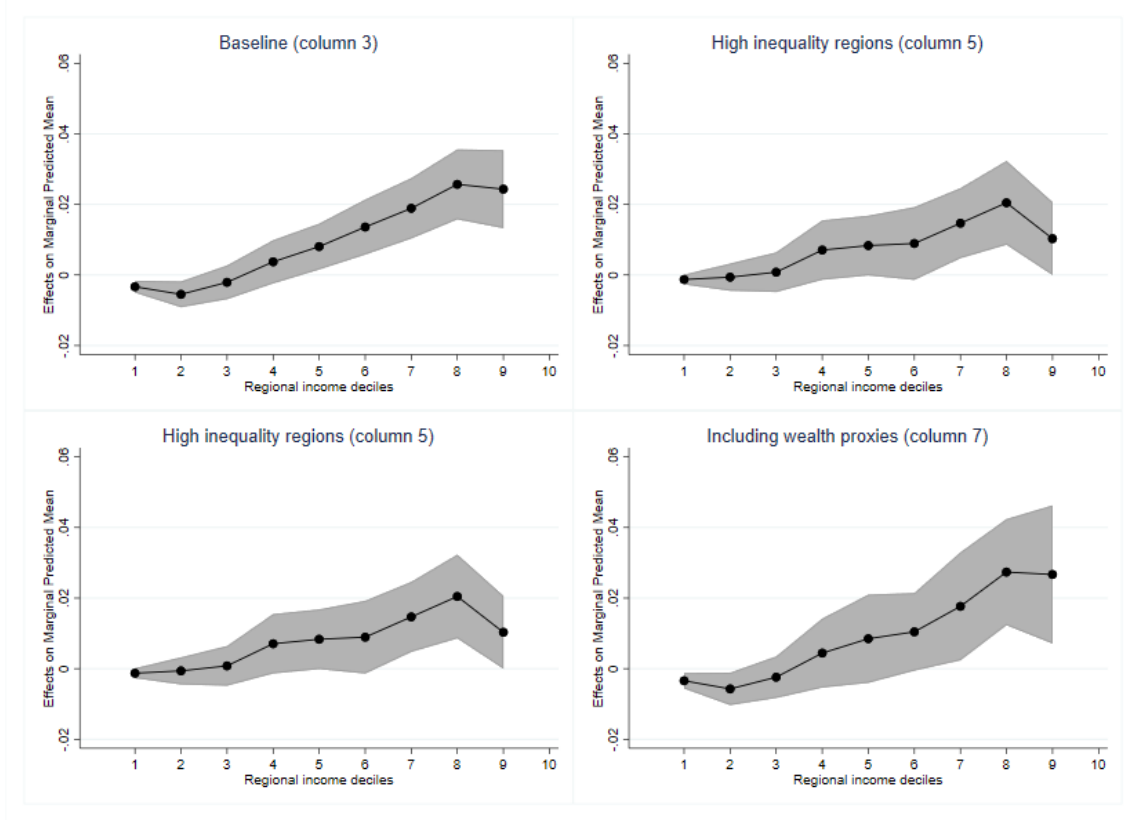 Baseline (column 3)
Effects on Marginal Predicted Mean
.06
.04
.02
0
-.02
1 2 3 4 5 6 7 8 9 10
Regional income deciles
High inequality regions (column 5)
Effects on Marginal Predicted Mean
.06
.04
.02
0
-.02
1 2 3 4 5 6 7 8 9 10
Regional income deciles
High inequality regions (column 5)
Effects on Marginal Predicted Mean
.06
.04
.02
0
-.02
1 2 3 4 5 6 7 8 9 10
Regional income deciles
Including wealth proxies (column 7)
Effects on Marginal Predicted Mean
.06
.04
.02
0
-.02
1 2 3 4 5 6 7 8 9 10
Regional income deciles